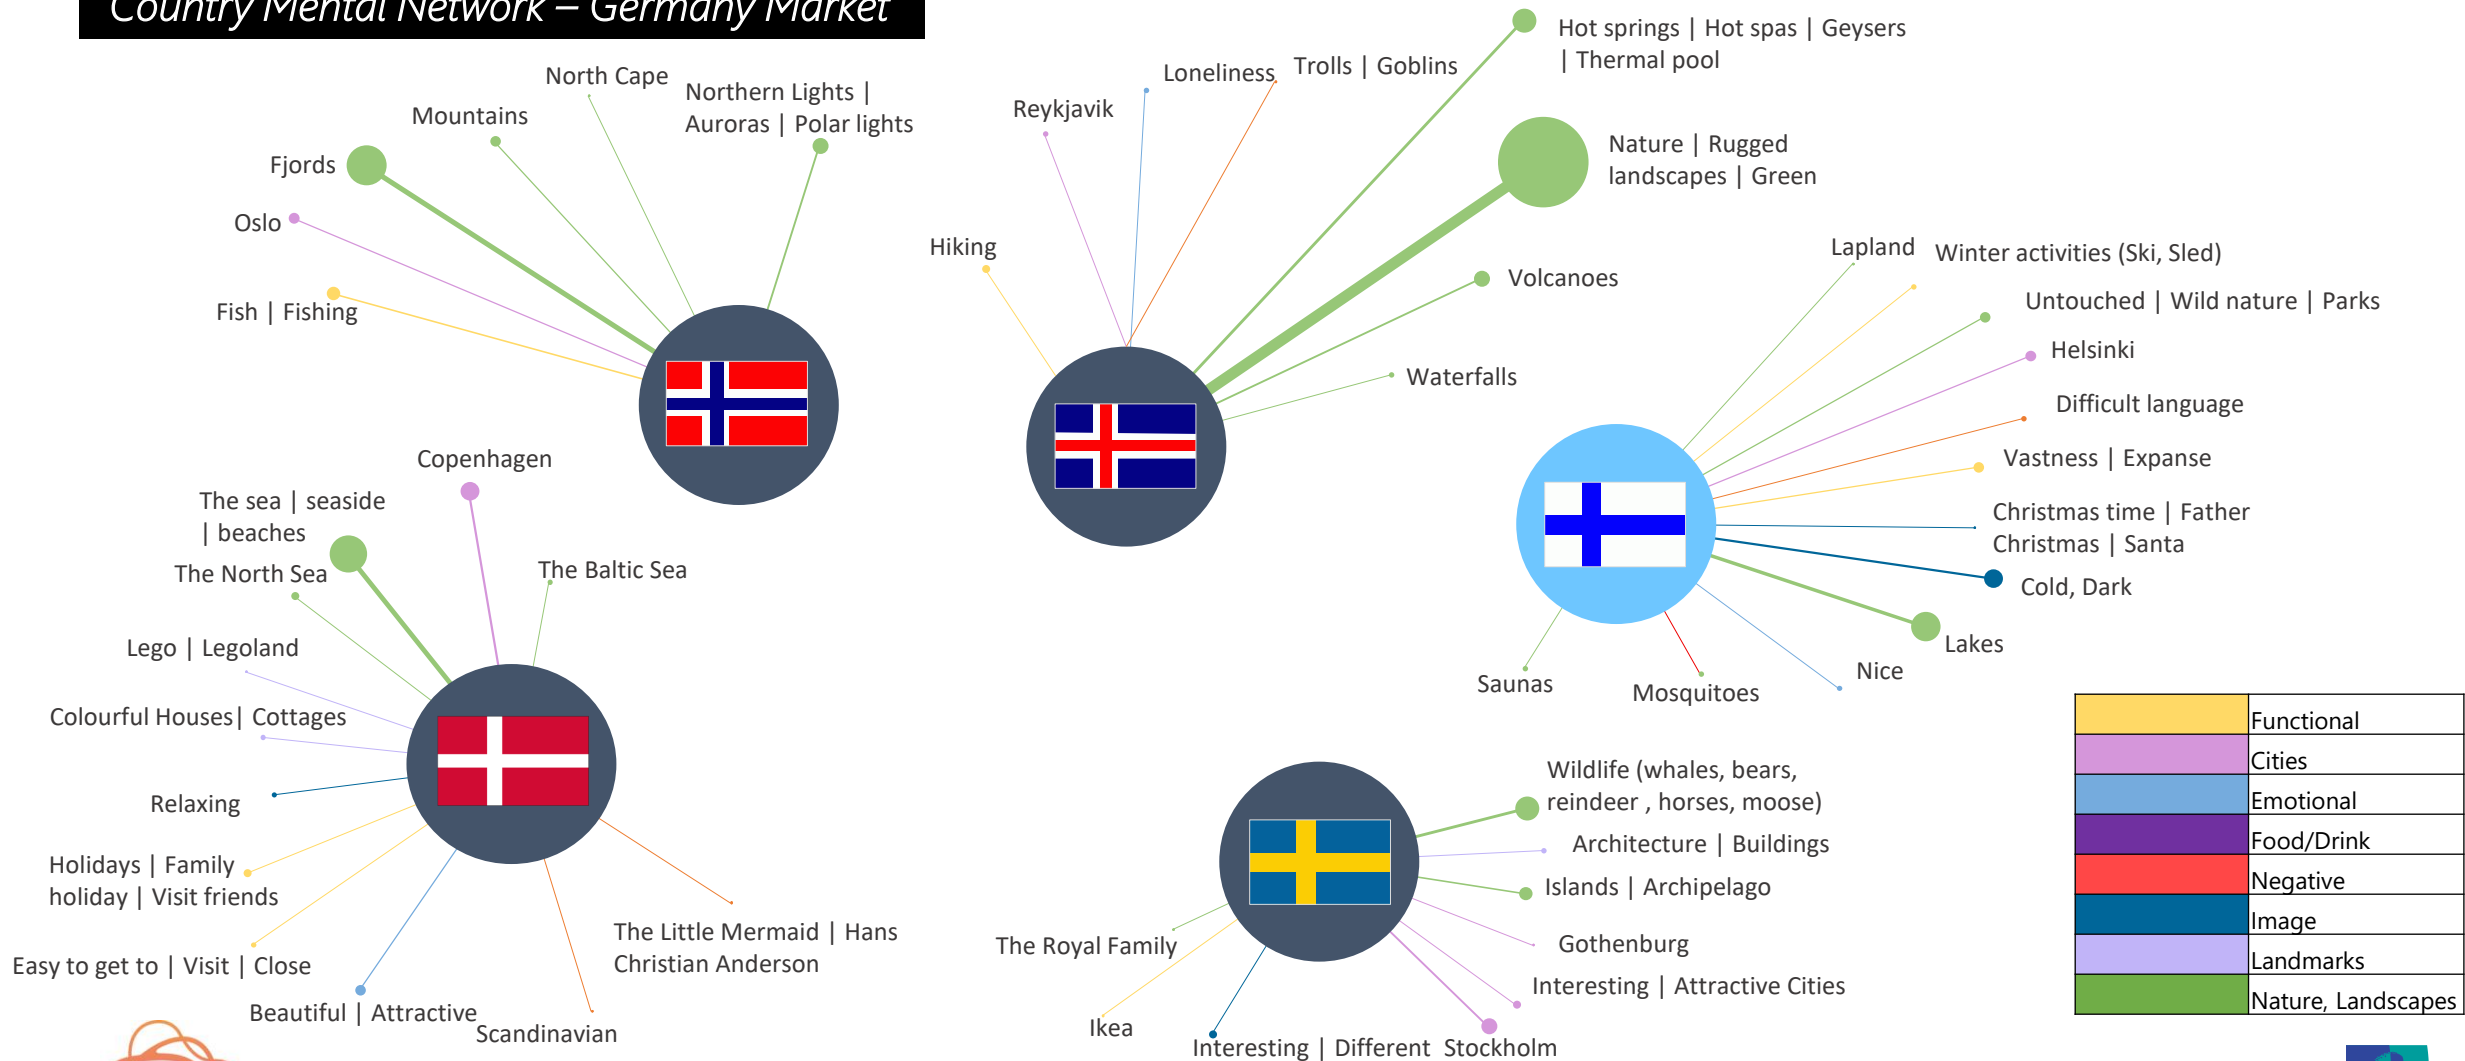 Country Mental Network – Germany Market
North Cape
Northern Lights |
Auroras | Polar lights
Mountains
Fjords
Oslo
Fish | Fishing
Loneliness
Trolls | Goblins
Reykjavik
Hiking
Hot springs | Hot spas | Geysers
| Thermal pool
Nature | Rugged
landscapes | Green
Volcanoes
Waterfalls
Lapland
Winter activities (Ski, Sled)
Untouched | Wild nature | Parks
Helsinki
Difficult language
Vastness | Expanse
Christmas time | Father
Christmas | Santa
Cold, Dark
Lakes
Nice
Mosquitoes
Saunas
Copenhagen
The sea | seaside
| beaches
The North Sea
The Baltic Sea
Lego | Legoland
Colourful Houses| Cottages
Relaxing
Holidays | Family
holiday | Visit friends
Easy to get to | Visit | Close
Beautiful | Attractive
Scandinavian
The Little Mermaid | Hans
Christian Anderson
Wildlife (whales, bears,
reindeer , horses, moose)
Architecture | Buildings
Islands | Archipelago
Gothenburg
Interesting | Attractive Cities
Stockholm
Interesting | Different
Ikea
The Royal Family
Functional
Cities
Emotional
Food/Drink
Negative
Image
Landmarks
Nature, Landscapes